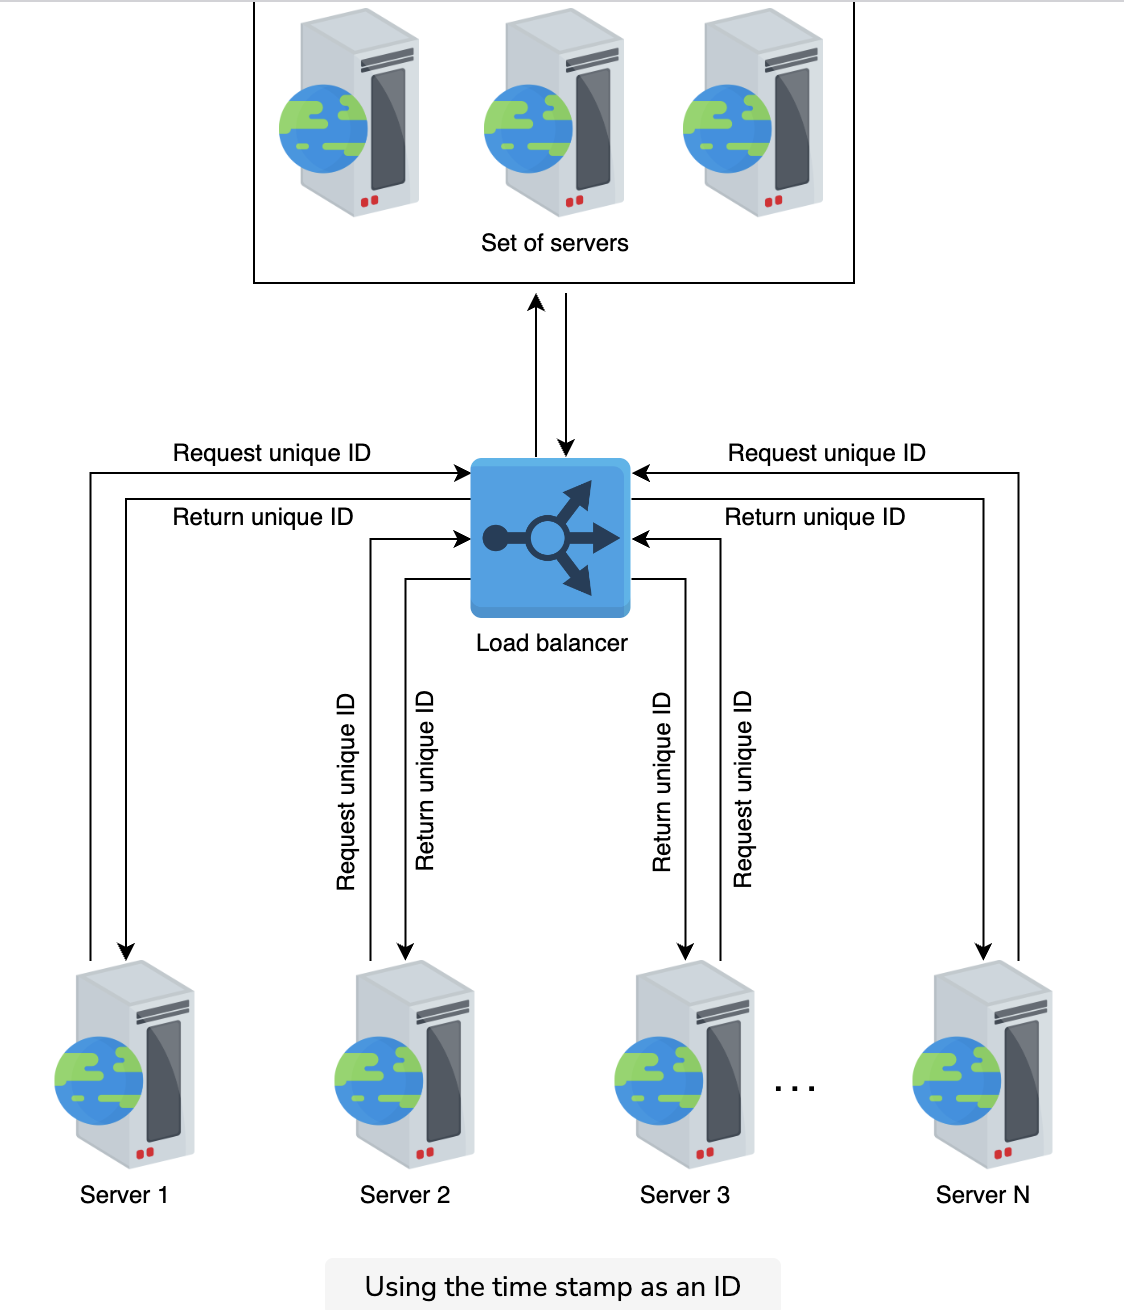 Set of servers
Request unique ID
Request unique ID
Return unique ID
Return unique ID
Load balancer
Request unique ID
Return unique ID
Return unique ID
Request unique ID
...
Server 1
Server 2
Server 3
Server N
Using the time stamp as an ID